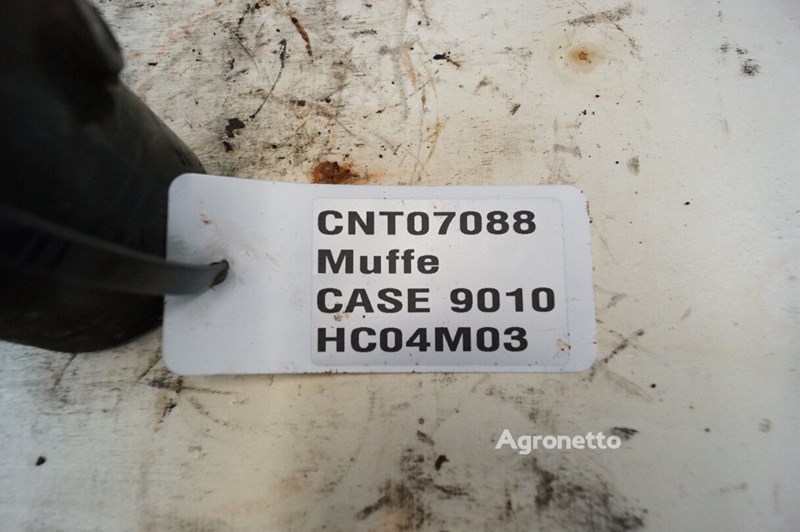 CNT07088
Muffe
CASE 9010
HC04M03
Agronetto